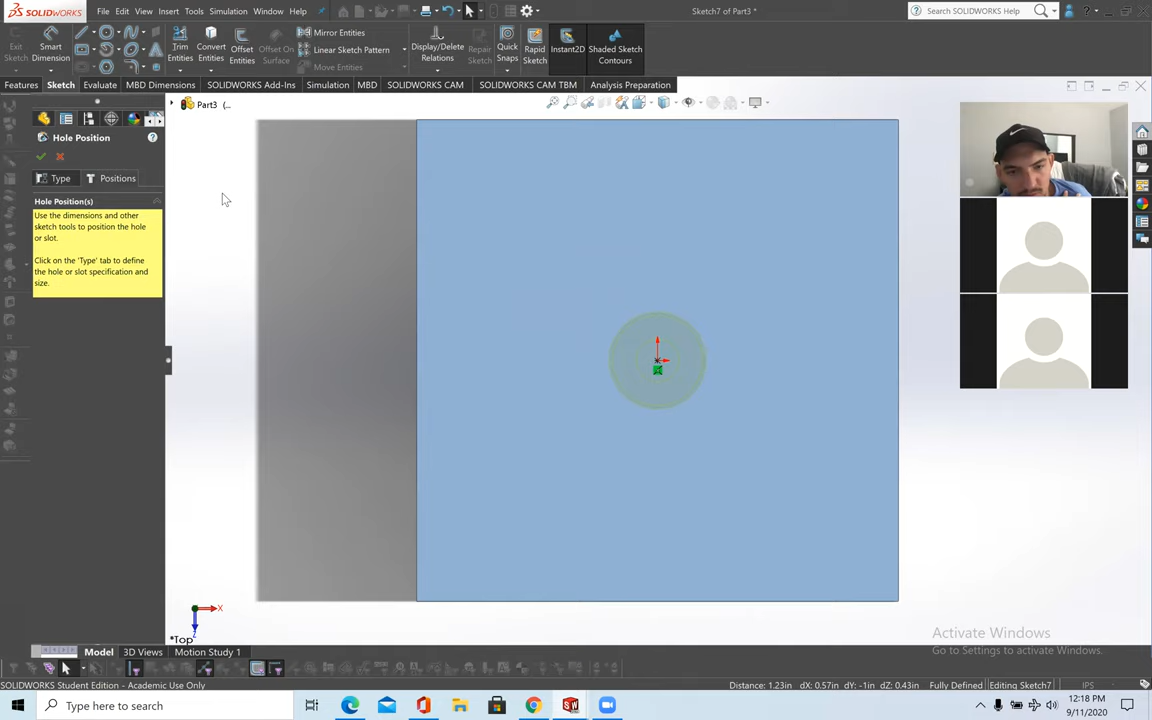 SOLIDWORKS
File Edit View Insert Tools Simulation Window Help
Sketch7 of Part3 *
Search SOLIDWORKS Help
Exit Sketch
Smart Dimension
Trim Entities
Convert Entities
Offset Entities
Offset On Surface
Mirror Entities
Linear Sketch Pattern
Move Entities
Display/Delete Relations
Repair Sketch
Quick Snaps
Rapid Sketch
Instant2D
Shaded Sketch Contours
Features Sketch Evaluate MBD Dimensions SOLIDWORKS Add-Ins Simulation MBD SOLIDWORKS CAM SOLIDWORKS CAM TBM Analysis Preparation
Part3 (...
Hole Position
Type Positions
Hole Position(s)
Use the dimensions and other
sketch tools to position the hole
or slot.
Click on the 'Type' tab to define
the hole or slot specification and
size.
X
Z
*Top
Activate Windows
Go to Settings to activate Windows.
Model 3D Views Motion Study 1
SOLIDWORKS Student Edition - Academic Use Only
Distance: 1.23in dX: 0.57in dY: -1in dZ: 0.43in Fully Defined Editing Sketch7 IPS
Type here to search
12:18 PM
9/11/2020